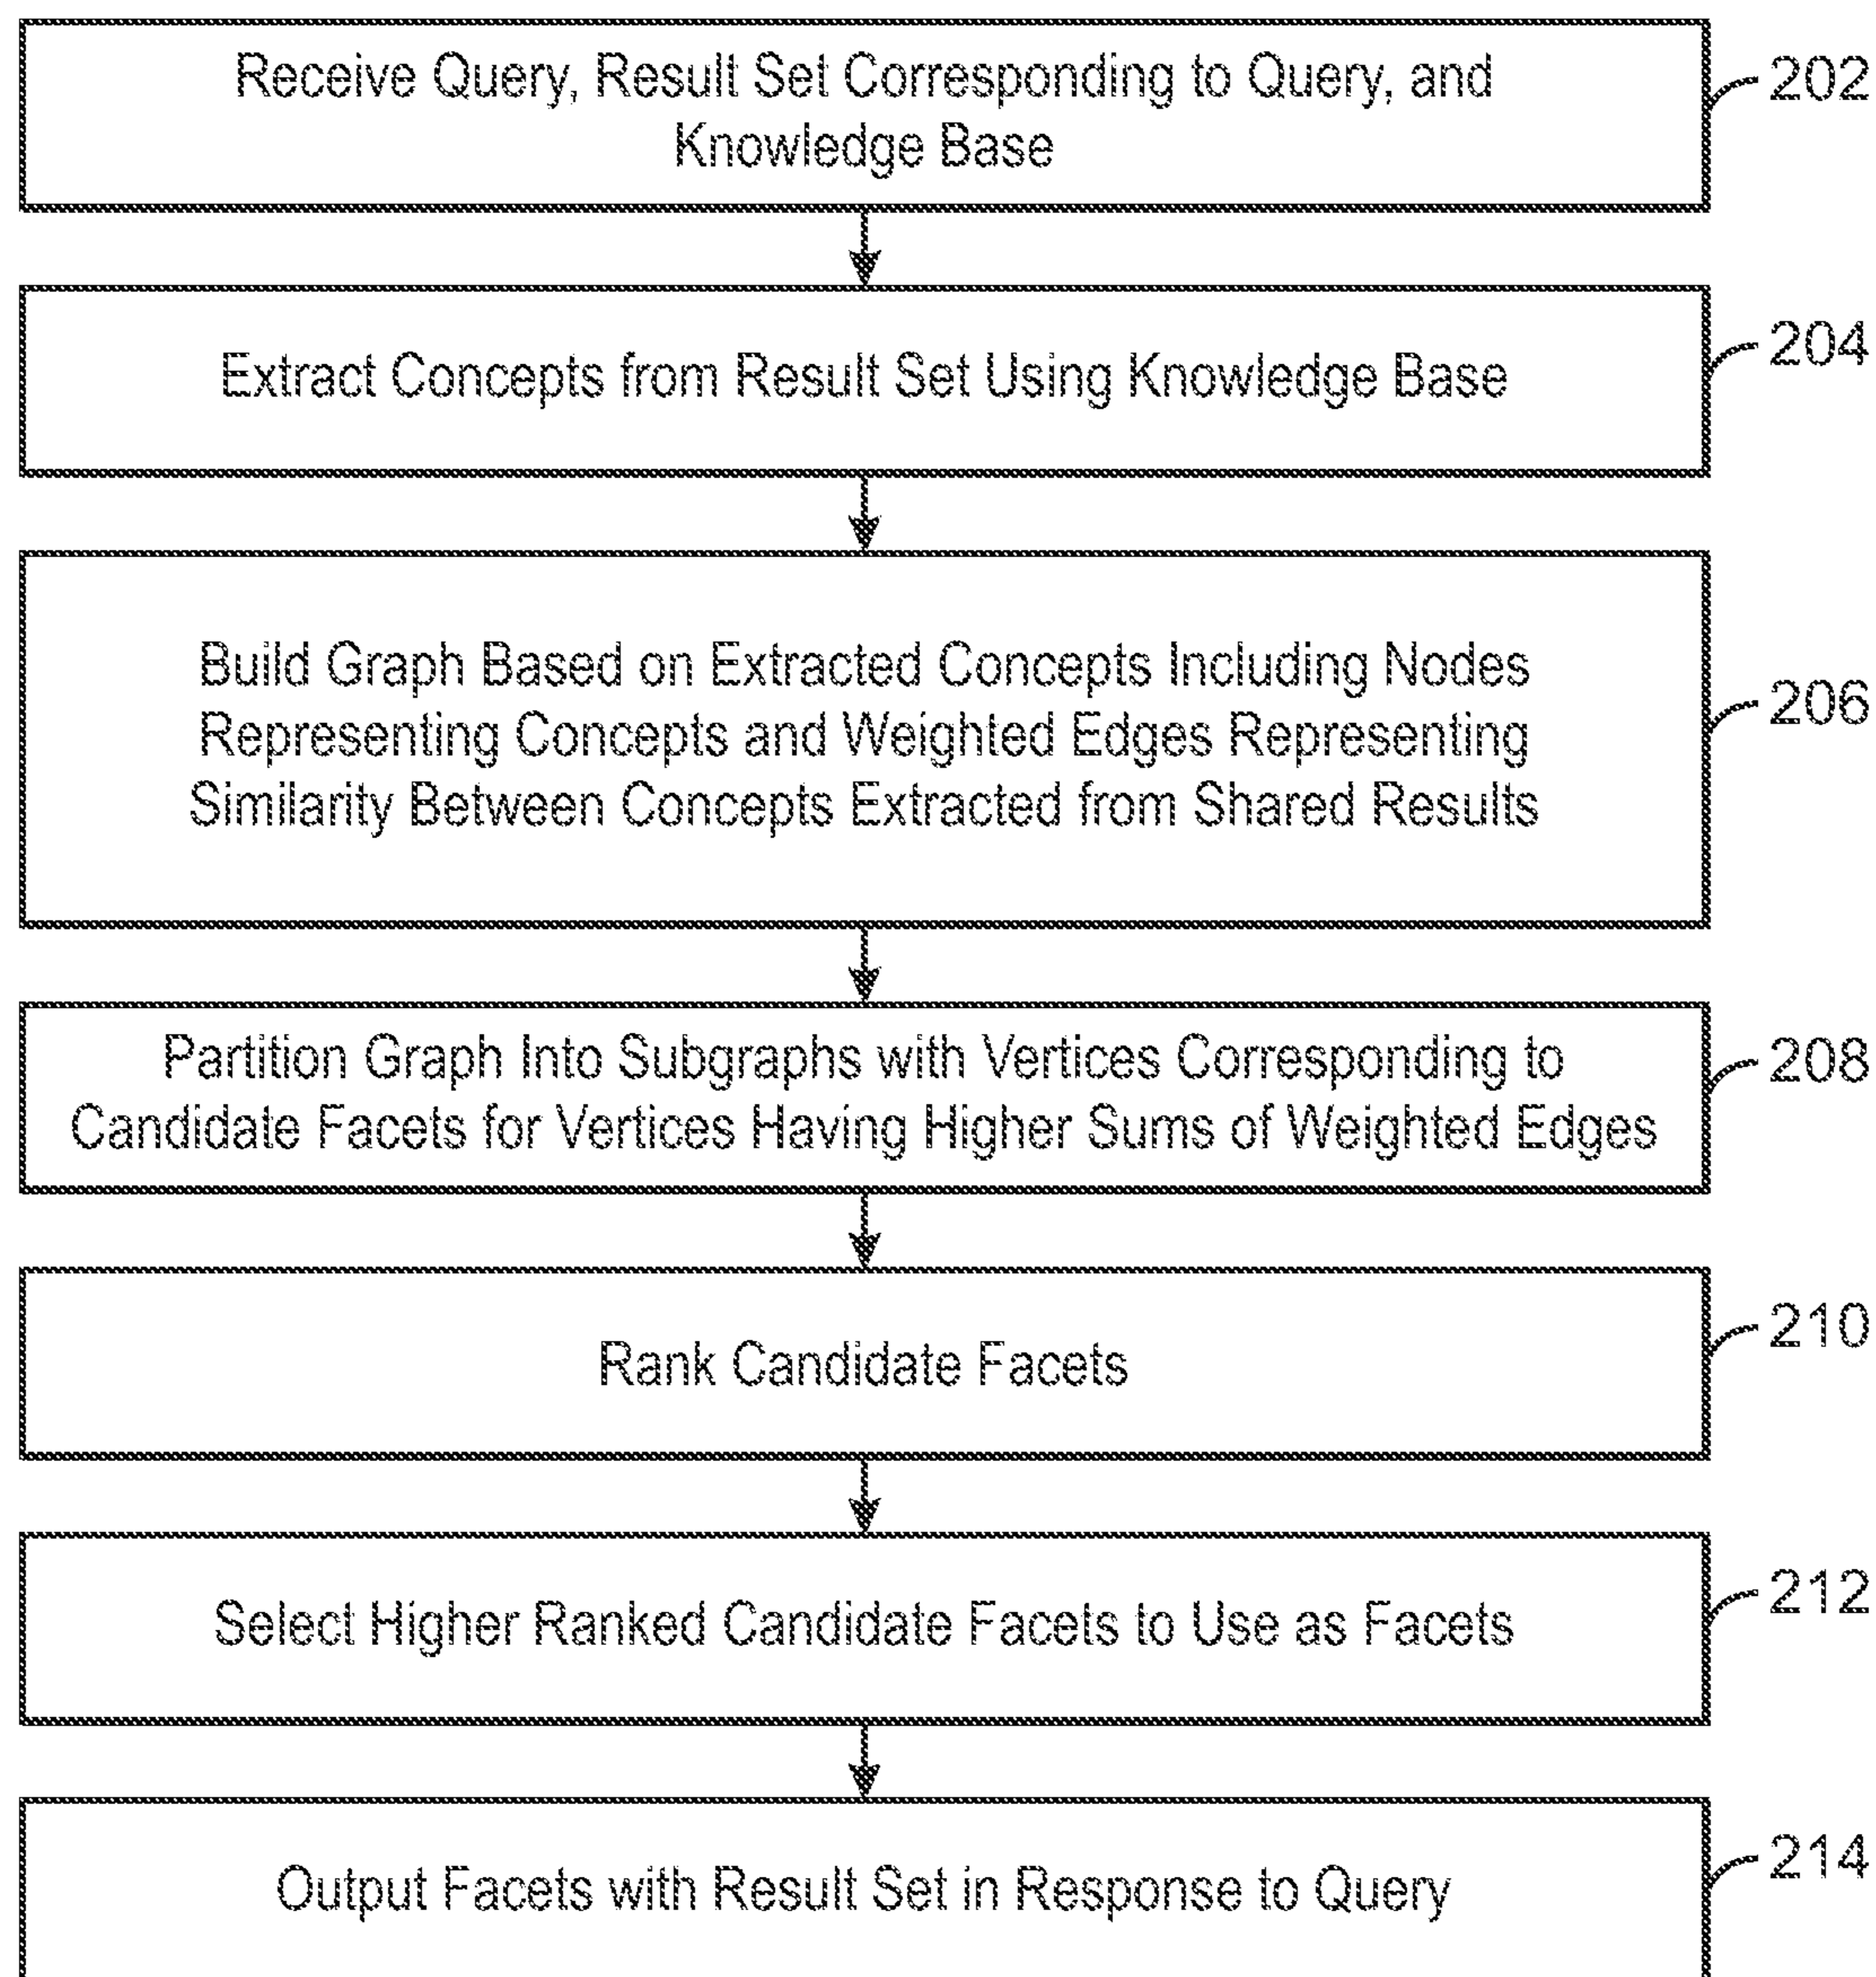 Receive Query, Result Set Corresponding to Query, and
Knowledge Base
202
Extract Concepts from Result Set Using Knowledge Base
204
Build Graph Based on Extracted Concepts Including Nodes
Representing Concepts and Weighted Edges Representing
Similarity Between Concepts Extracted from Shared Results
206
Partition Graph Into Subgraphs with Vertices Corresponding to
Candidate Facets for Vertices Having Higher Sums of Weighted Edges
208
Rank Candidate Facets
210
Select Higher Ranked Candidate Facets to Use as Facets
212
Output Facets with Result Set in Response to Query
214